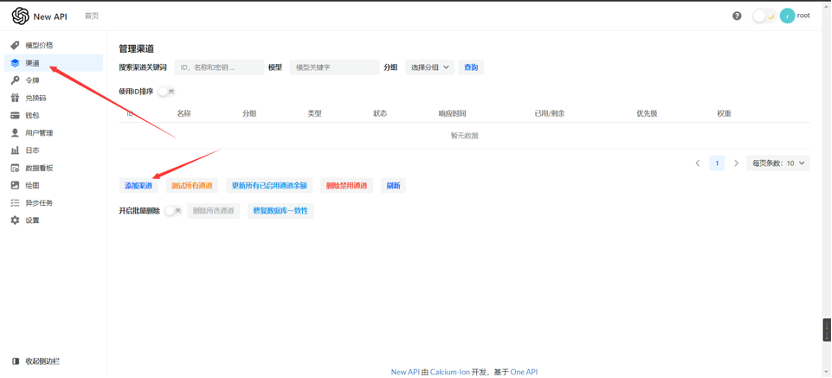 New API 首页 root
模型价格
渠道
令牌
兑换码
钱包
用户管理
日志
数据看板
绘图
异步任务
设置
收起侧边栏
管理渠道
搜索渠道关键词 ID、名称和密钥 ... 模型 模型关键字 分组 选择分组 查询
使用ID排序 关
ID 名称 分组 类型 状态 响应时间 已用/剩余 优先级 权重
暂无数据
1 每页条数: 10
添加渠道 测试所有通道 更新所有已启用通道余额 删除禁用通道 刷新
开启批量删除 关 删除所选通道 修复数据库一致性
New API 由 Calcium-Ion 开发，基于 One API